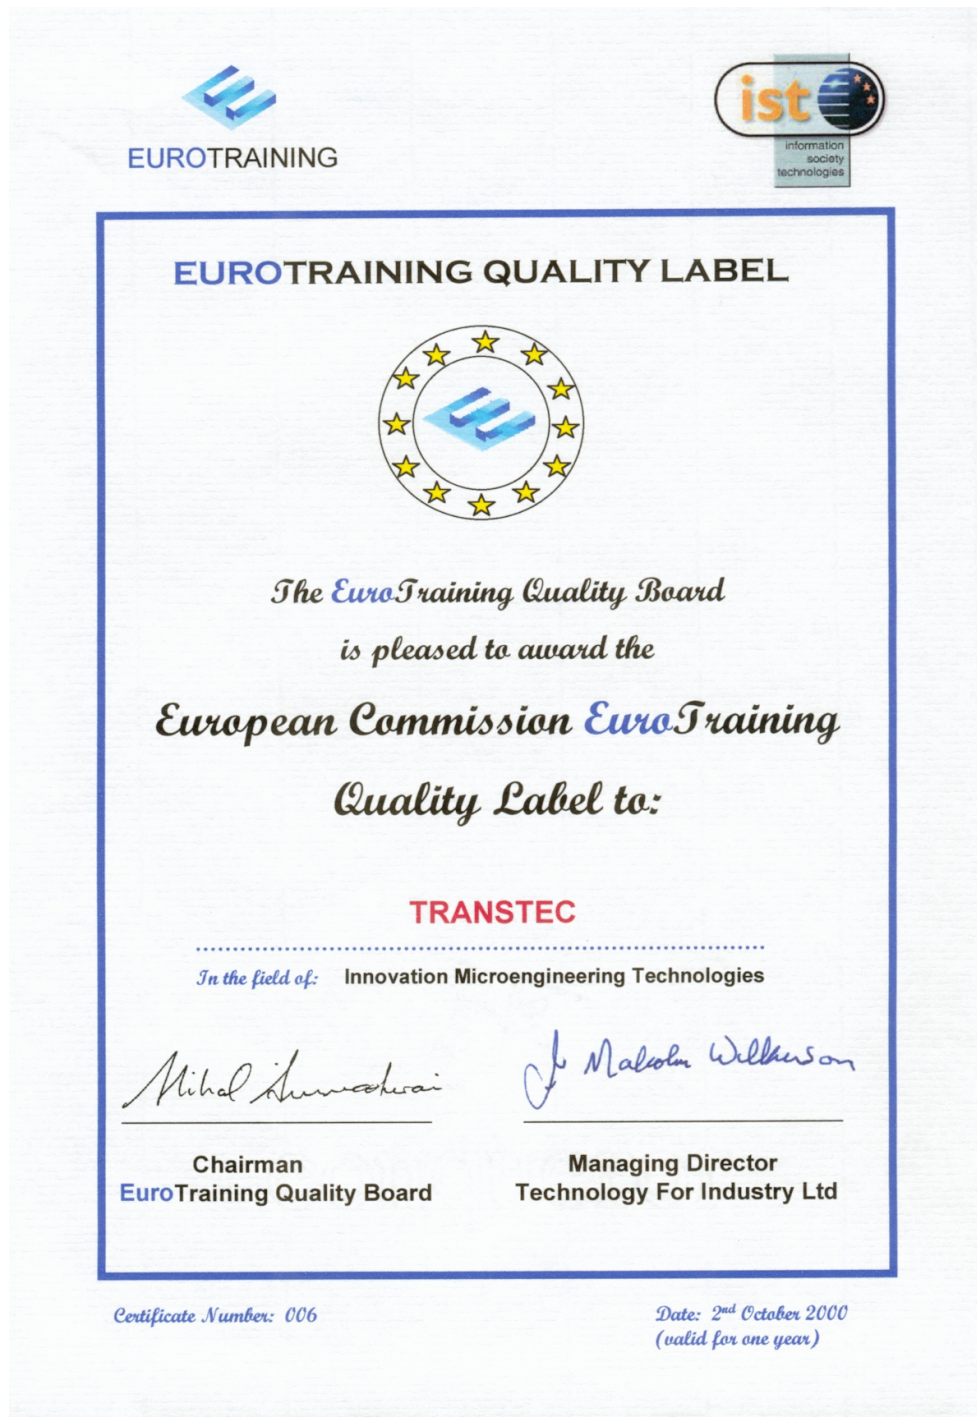 EUROTRAINING
ist
information
society
technologies
EUROTRAINING QUALITY LABEL
The EuroTraining Quality Board
is pleased to award the
European Commission EuroTraining
Quality Label to:
TRANSTEC
In the field of: Innovation Microengineering Technologies
J Malcolm Wilkinson
Chairman
EuroTraining Quality Board
Managing Director
Technology For Industry Ltd
Certificate Number: 006
Date: 2nd October 2000
(valid for one year)